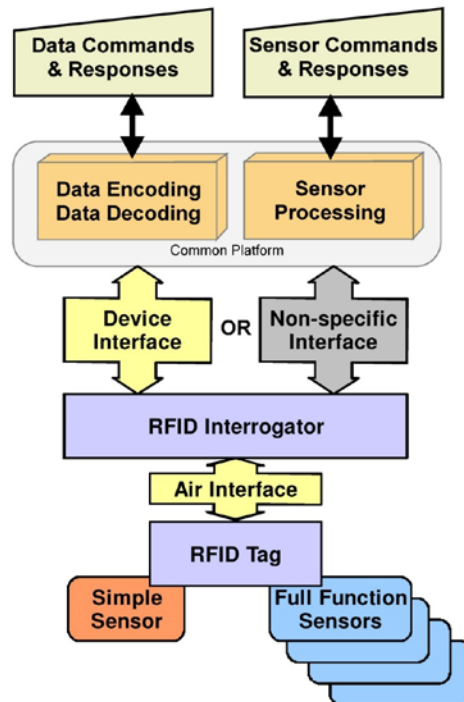 Data Commands
& Responses
Sensor Commands
& Responses
Data Encoding
Data Decoding
Sensor
Processing
Common Platform
Device
Interface
OR
Non-specific
Interface
RFID Interrogator
Air Interface
RFID Tag
Simple
Sensor
Full Function
Sensors